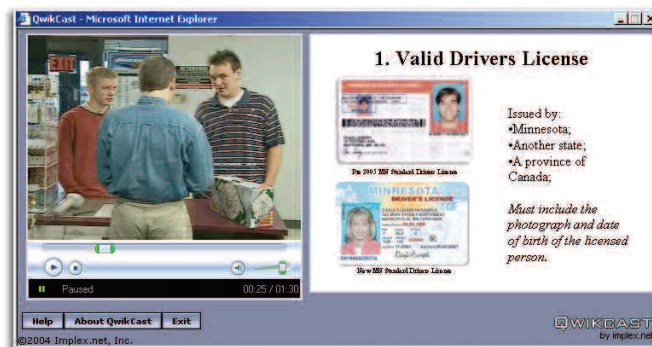 QwikCast - Microsoft Internet Explorer
EXIT
1. Valid Drivers License
Pre 2005 MN Standard Drivers License
MINNESOTA
DRIVER'S LICENSE
New MN Standard Drivers License
Issued by:
•Minnesota;
•Another state;
•A province of
Canada;
Must include the
photograph and date
of birth of the licensed
person.
Paused
00:25 / 01:30
Help
About QwikCast
Exit
©2004 Implex.net, Inc.
QWIKCAST
by implex.net